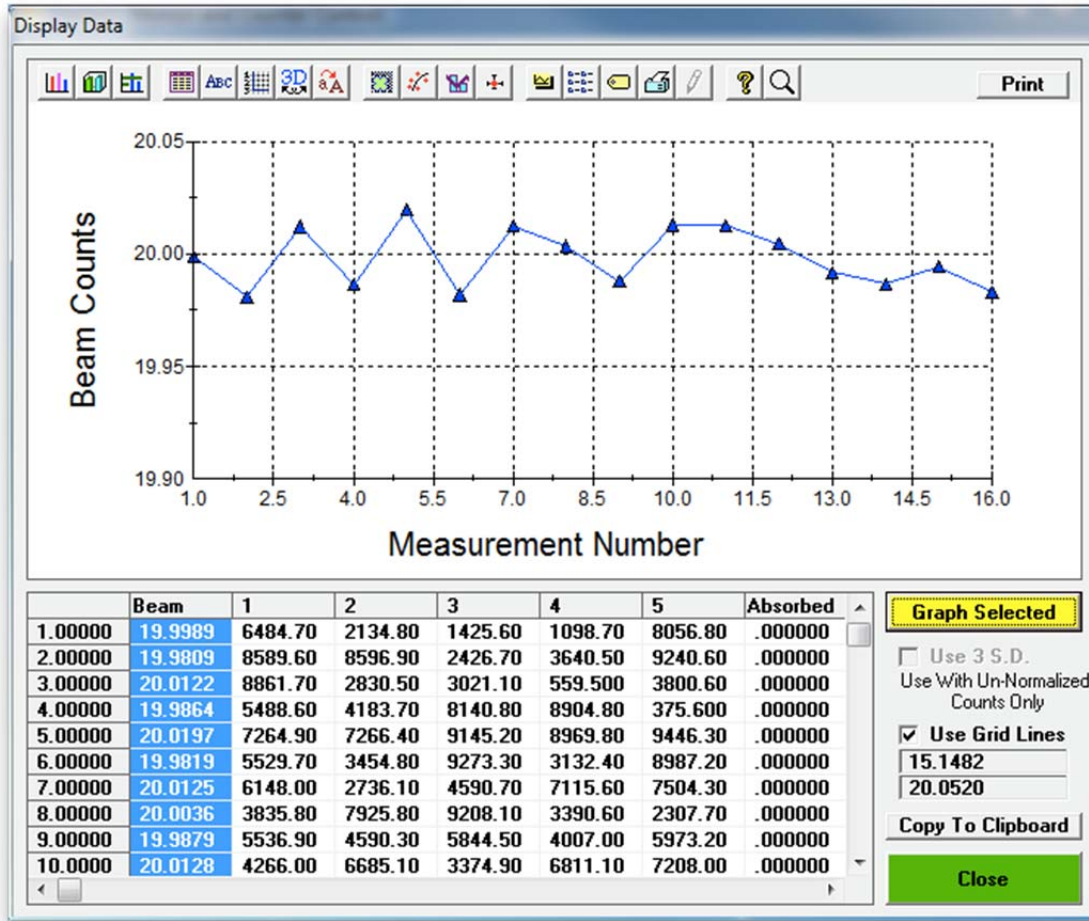 Display Data
ABC 3D aA ?
Print
20.05
20.00
19.95
19.90
Beam Counts
1.0 2.5 4.0 5.5 7.0 8.5 10.0 11.5 13.0 14.5 16.0
Measurement Number
Beam 1 2 3 4 5 Absorbed
1.00000 19.9989 6484.70 2134.80 1425.60 1098.70 8056.80 .000000
2.00000 19.9809 8589.60 8596.90 2426.70 3640.50 9240.60 .000000
3.00000 20.0122 8861.70 2830.50 3021.10 559.500 3800.60 .000000
4.00000 19.9864 5488.60 4183.70 8140.80 8904.80 375.600 .000000
5.00000 20.0197 7264.90 7266.40 9145.20 8969.80 9446.30 .000000
6.00000 19.9819 5529.70 3454.80 9273.30 3132.40 8987.20 .000000
7.00000 20.0125 6148.00 2736.10 4590.70 7115.60 7504.30 .000000
8.00000 20.0036 3835.80 7925.80 9208.10 3390.60 2307.70 .000000
9.00000 19.9879 5536.90 4590.30 5844.50 4007.00 5973.20 .000000
10.0000 20.0128 4266.00 6685.10 3374.90 6811.10 7208.00 .000000
Graph Selected
Use 3 S.D.
Use With Un-Normalized
Counts Only
Use Grid Lines
15.1482
20.0520
Copy To Clipboard
Close